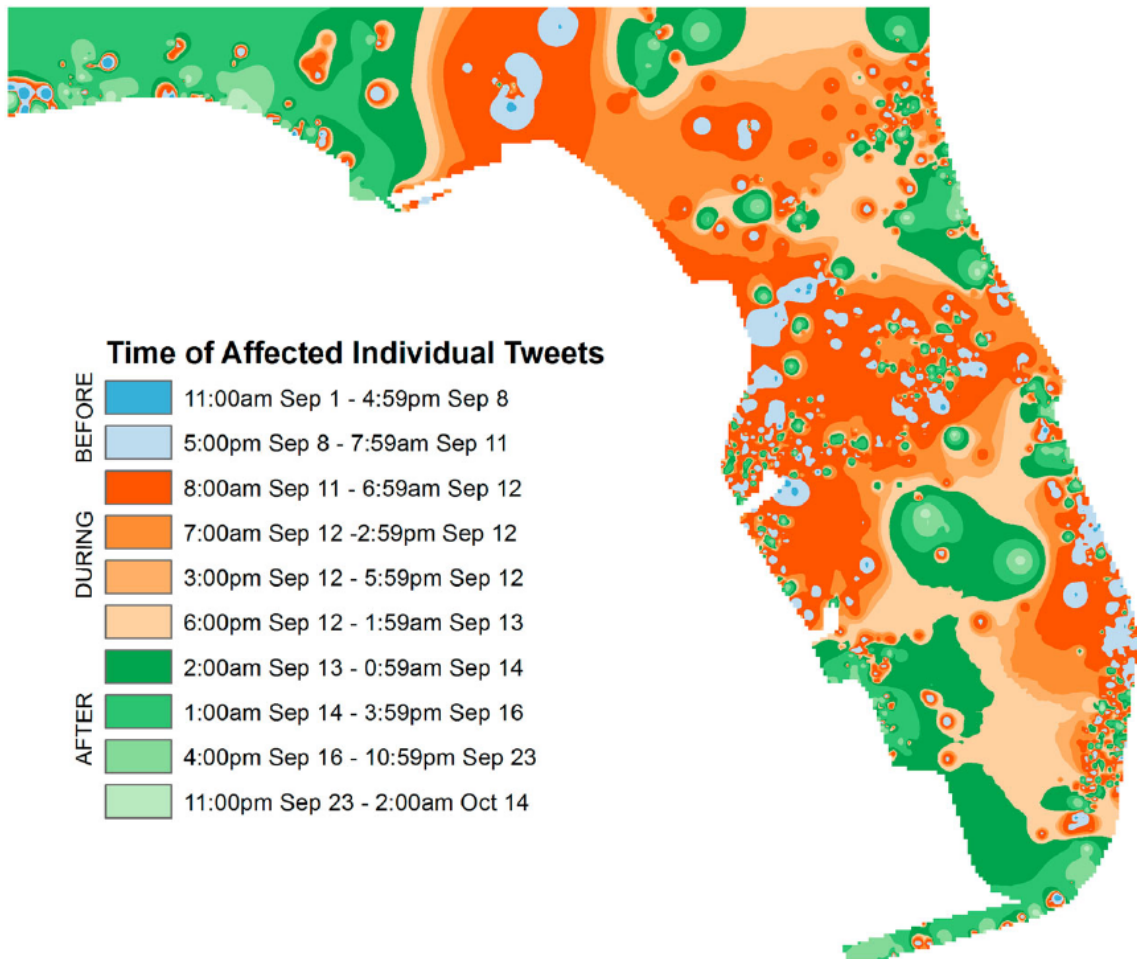 Time of Affected Individual Tweets
BEFORE
11:00am Sep 1 - 4:59pm Sep 8
5:00pm Sep 8 - 7:59am Sep 11
DURING
8:00am Sep 11 - 6:59am Sep 12
7:00am Sep 12 -2:59pm Sep 12
3:00pm Sep 12 - 5:59pm Sep 12
6:00pm Sep 12 - 1:59am Sep 13
AFTER
2:00am Sep 13 - 0:59am Sep 14
1:00am Sep 14 - 3:59pm Sep 16
4:00pm Sep 16 - 10:59pm Sep 23
11:00pm Sep 23 - 2:00am Oct 14